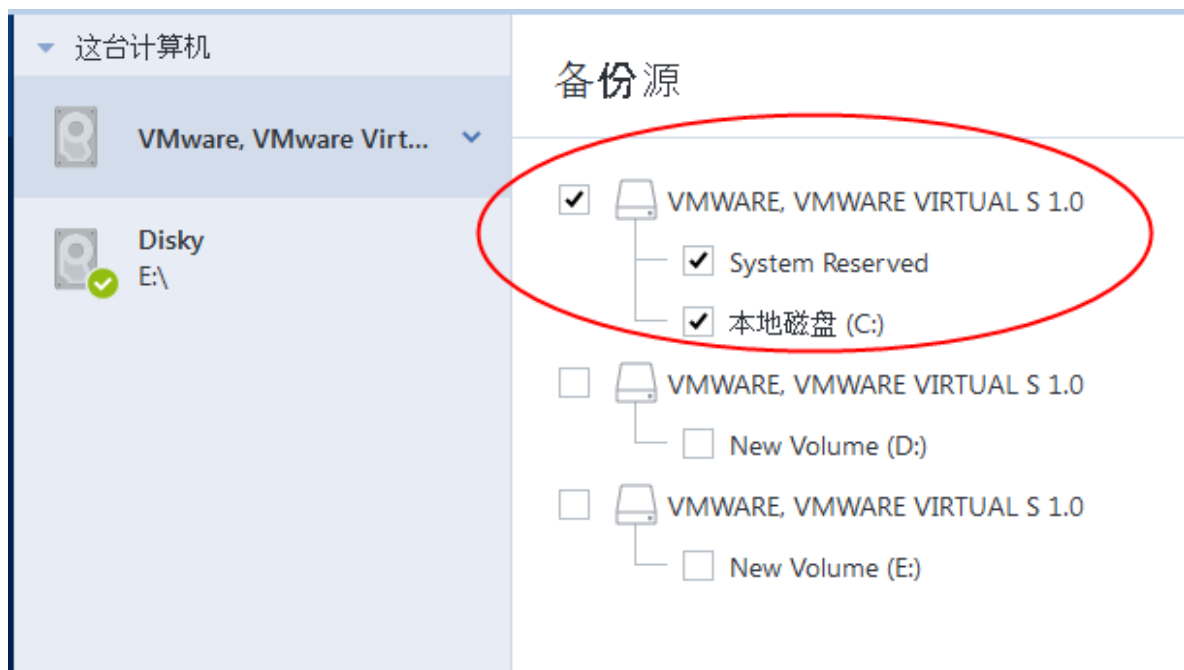 这台计算机
VMware, VMware Virt...
Disky
E:\
备份源
VMWARE, VMWARE VIRTUAL S 1.0
System Reserved
本地磁盘 (C:)
VMWARE, VMWARE VIRTUAL S 1.0
New Volume (D:)
VMWARE, VMWARE VIRTUAL S 1.0
New Volume (E:)